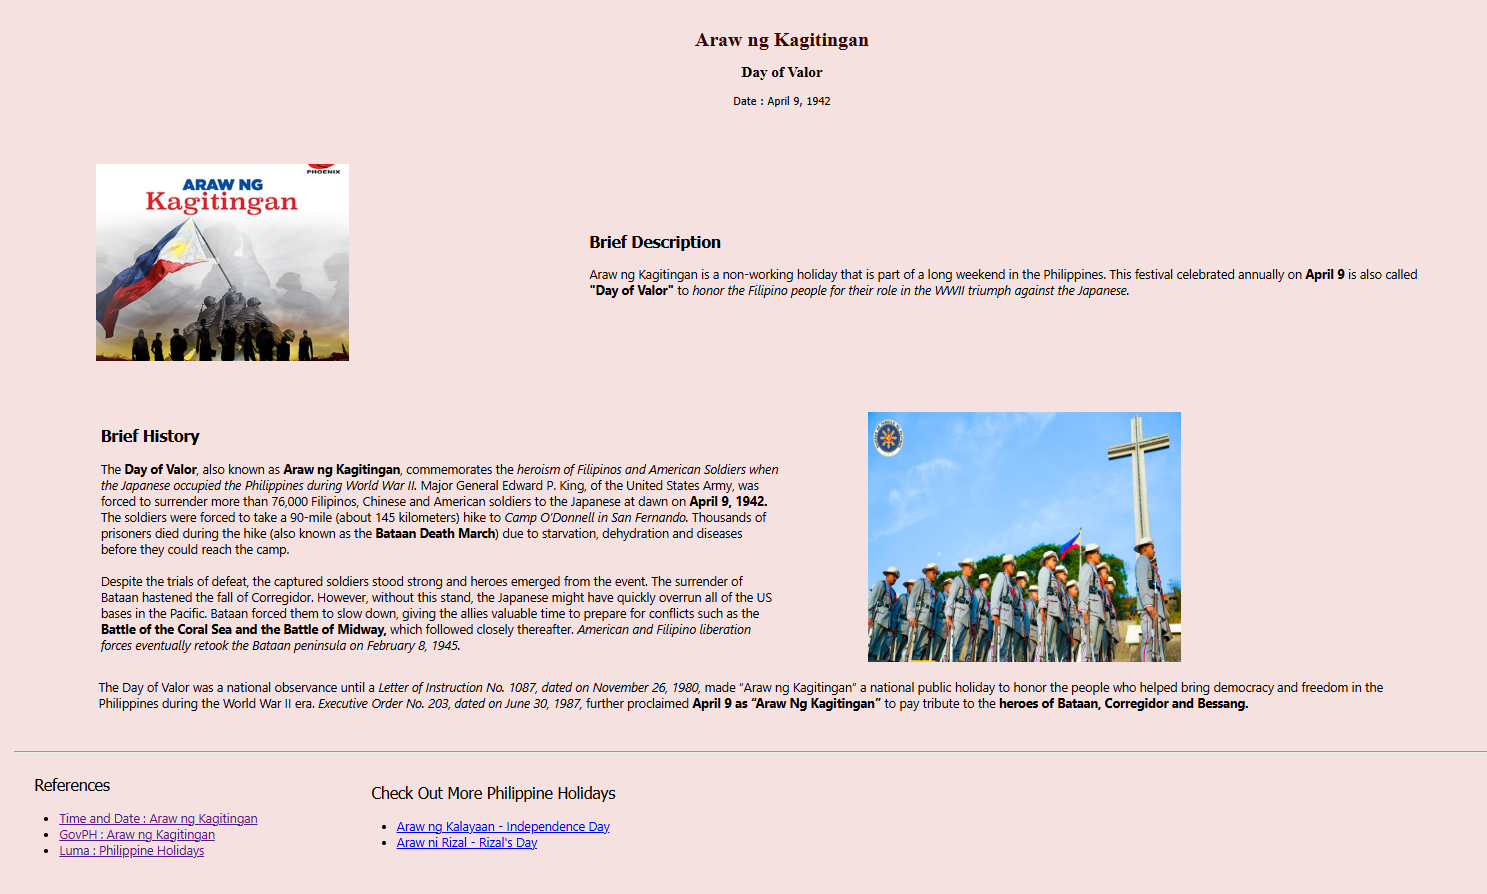 Araw ng Kagitingan
Day of Valor
Date : April 9, 1942
PHOENIX
ARAW NG
Kagitingan
Brief Description
Araw ng Kagitingan is a non-working holiday that is part of a long weekend in the Philippines. This festival celebrated annually on April 9 is also called
"Day of Valor" to honor the Filipino people for their role in the WWII triumph against the Japanese.
Brief History
The Day of Valor, also known as Araw ng Kagitingan, commemorates the heroism of Filipinos and American Soldiers when
the Japanese occupied the Philippines during World War II. Major General Edward P. King, of the United States Army, was
forced to surrender more than 76,000 Filipinos, Chinese and American soldiers to the Japanese at dawn on April 9, 1942.
The soldiers were forced to take a 90-mile (about 145 kilometers) hike to Camp O'Donnell in San Fernando. Thousands of
prisoners died during the hike (also known as the Bataan Death March) due to starvation, dehydration and diseases
before they could reach the camp.
Despite the trials of defeat, the captured soldiers stood strong and heroes emerged from the event. The surrender of
Bataan hastened the fall of Corregidor. However, without this stand, the Japanese might have quickly overrun all of the US
bases in the Pacific. Bataan forced them to slow down, giving the allies valuable time to prepare for conflicts such as the
Battle of the Coral Sea and the Battle of Midway, which followed closely thereafter. American and Filipino liberation
forces eventually retook the Bataan peninsula on February 8, 1945.
The Day of Valor was a national observance until a Letter of Instruction No. 1087, dated on November 26, 1980, made “Araw ng Kagitingan” a national public holiday to honor the people who helped bring democracy and freedom in the
Philippines during the World War II era. Executive Order No. 203, dated on June 30, 1987, further proclaimed April 9 as “Araw Ng Kagitingan” to pay tribute to the heroes of Bataan, Corregidor and Bessang.
References
Time and Date : Araw ng Kagitingan
GovPH : Araw ng Kagitingan
Luma : Philippine Holidays
Check Out More Philippine Holidays
Araw ng Kalayaan - Independence Day
Araw ni Rizal - Rizal's Day